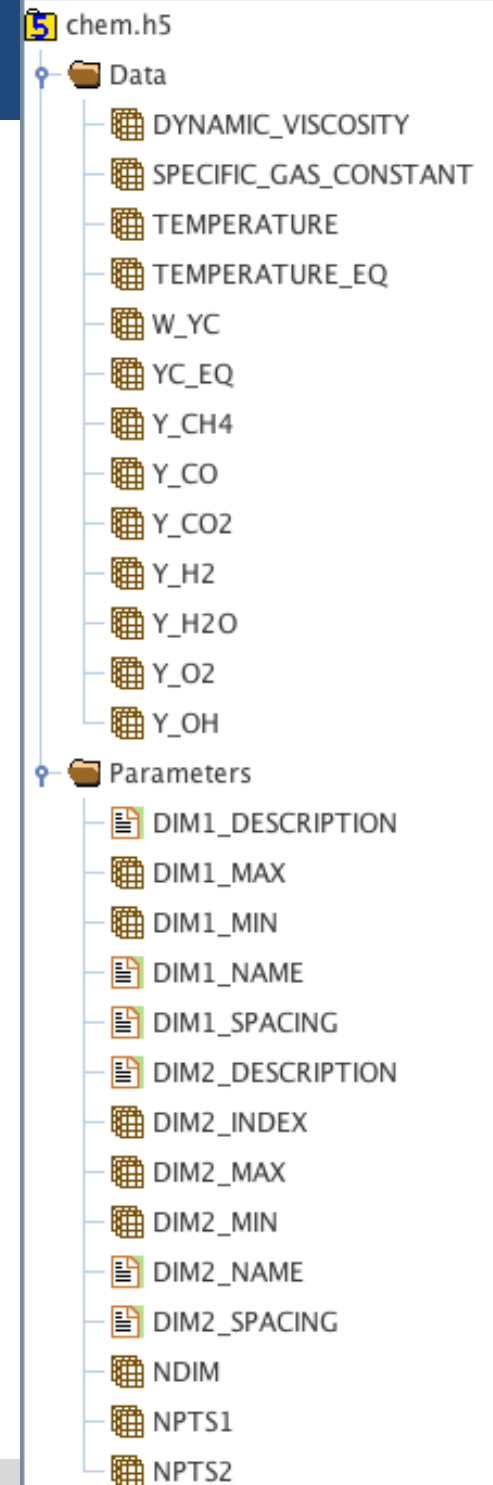 5 chem.h5
Data
DYNAMIC_VISCOSITY
SPECIFIC_GAS_CONSTANT
TEMPERATURE
TEMPERATURE_EQ
W_YC
YC_EQ
Y_CH4
Y_CO
Y_CO2
Y_H2
Y_H2O
Y_O2
Y_OH
Parameters
DIM1_DESCRIPTION
DIM1_MAX
DIM1_MIN
DIM1_NAME
DIM1_SPACING
DIM2_DESCRIPTION
DIM2_INDEX
DIM2_MAX
DIM2_MIN
DIM2_NAME
DIM2_SPACING
NDIM
NPTS1
NPTS2